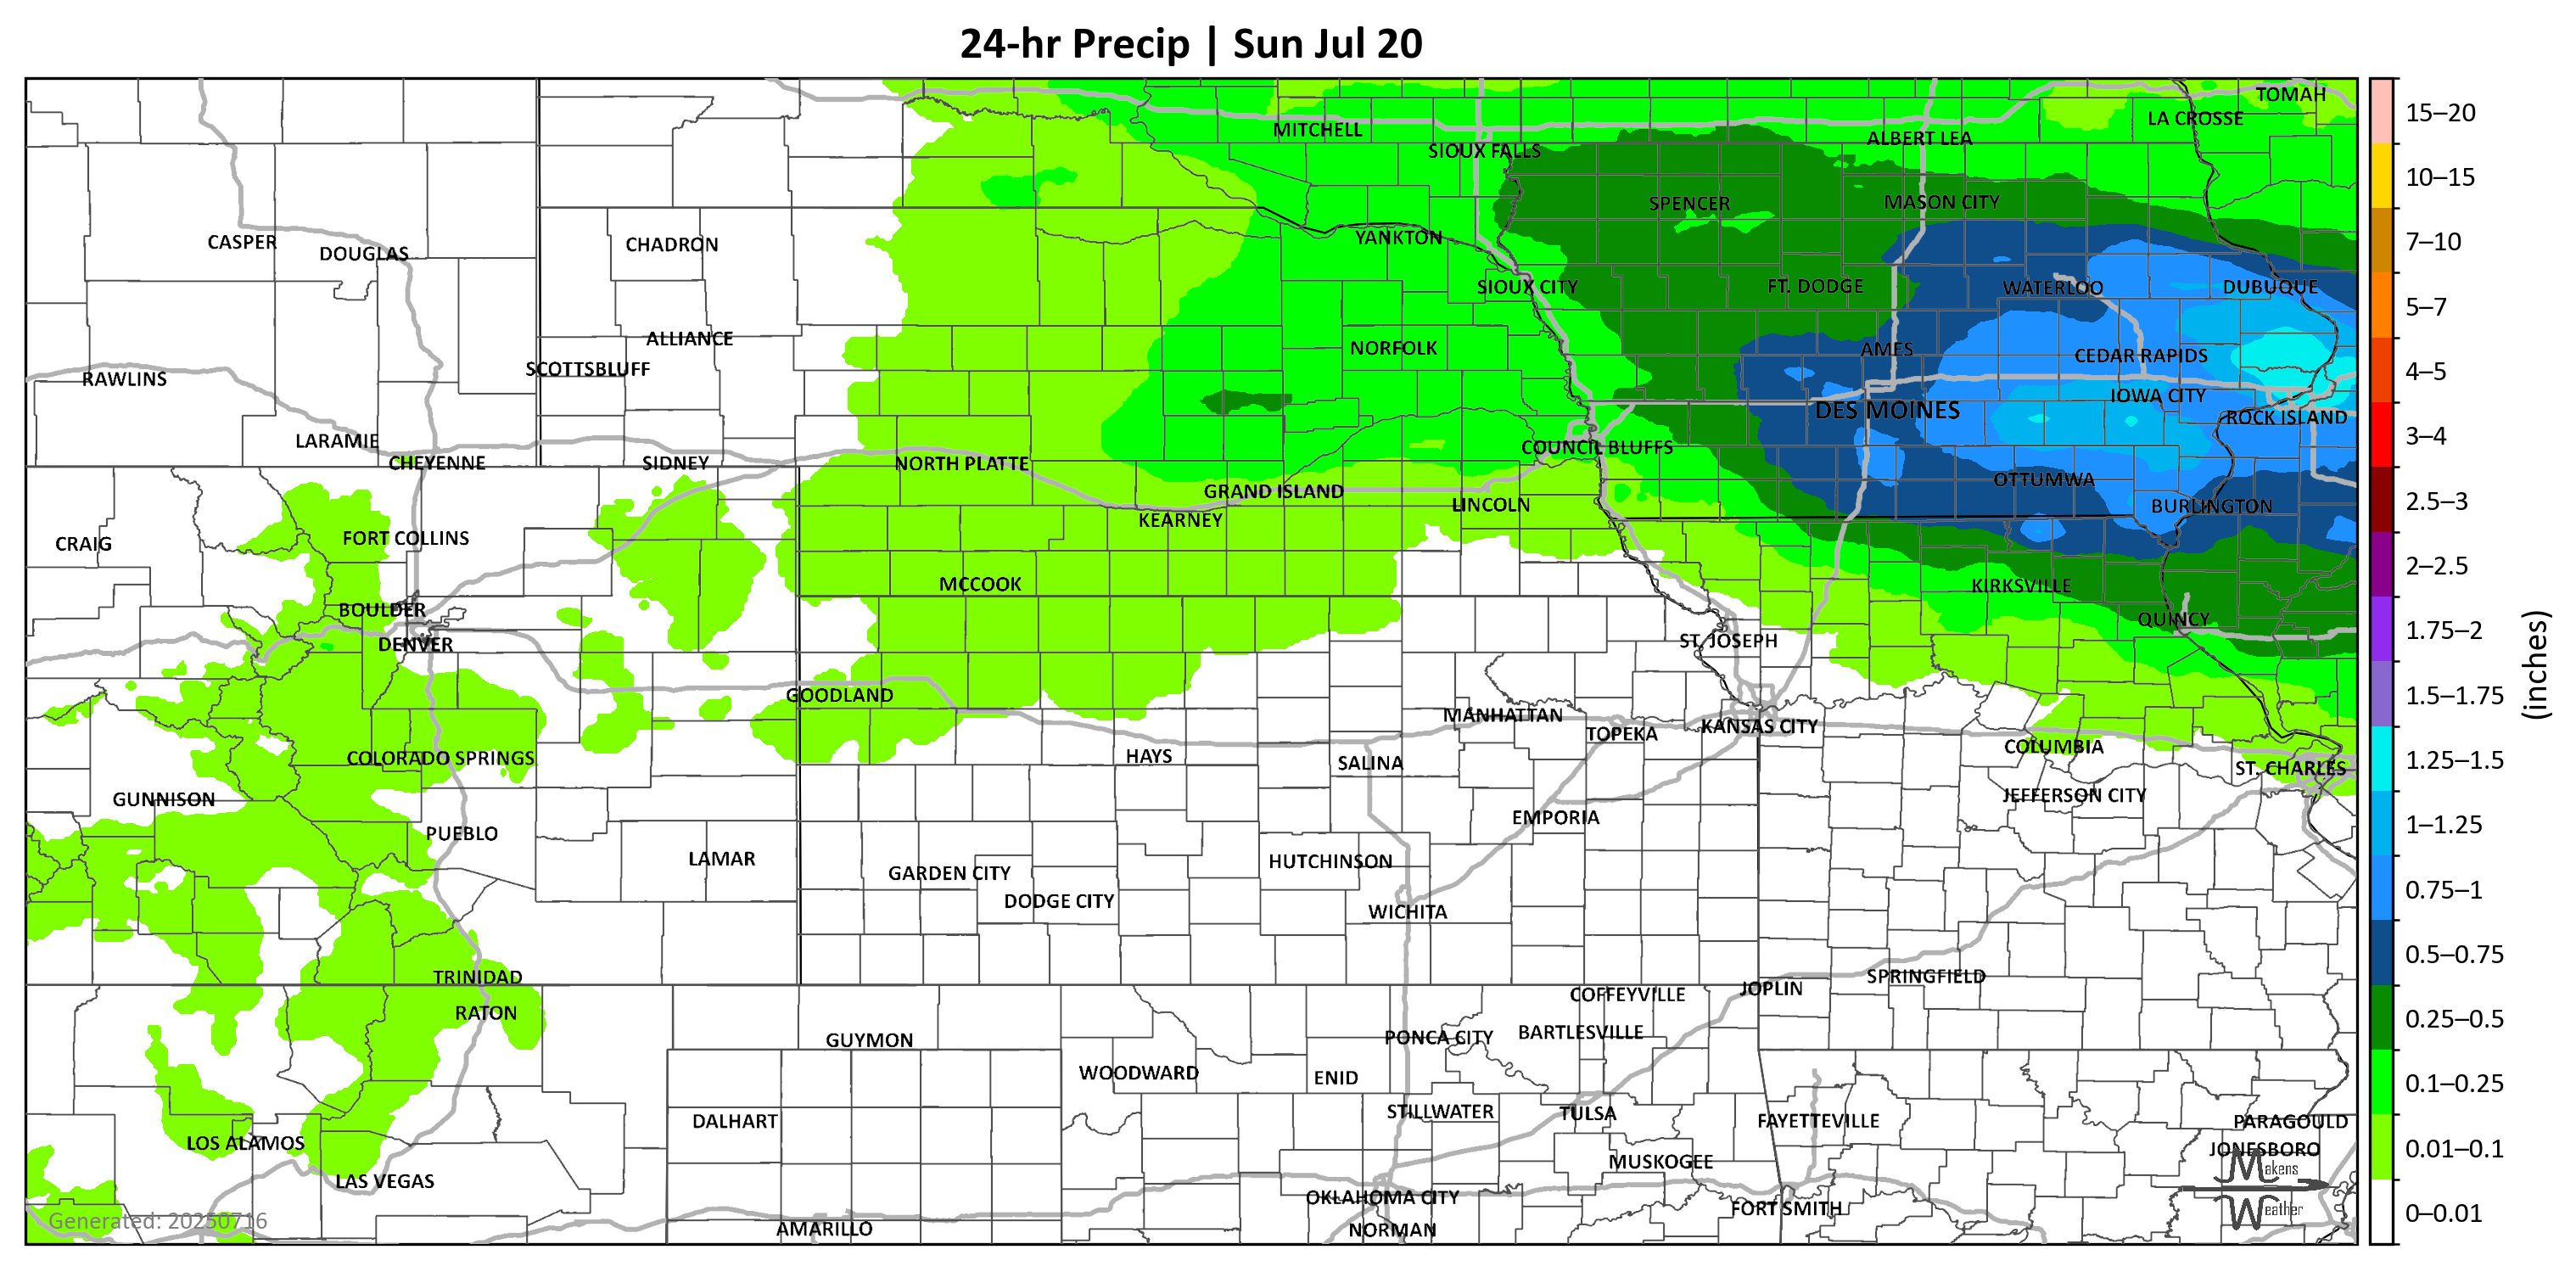 24-hr Precip | Sun Jul 20
TOMAH
LA CROSSE
MITCHELL
ALBERT LEA
SIOUX FALLS
SPENCER
MASON CITY
CASPER
DOUGLAS
CHADRON
YANKTON
SIOUX CITY
FT. DODGE
WATERLOO
DUBUQUE
ALLIANCE
NORFOLK
AMES
CEDAR RAPIDS
SCOTTSBLUFF
RAWLINS
IOWA CITY
DES MOINES
ROCK ISLAND
LARAMIE
COUNCIL BLUFFS
CHEYENNE
SIDNEY
NORTH PLATTE
OTTUMWA
GRAND ISLAND
LINCOLN
BURLINGTON
KEARNEY
CRAIG
FORT COLLINS
MCCOOK
KIRKSVILLE
BOULDER
QUINCY
DENVER
ST. JOSEPH
GOODLAND
MANHATTAN
KANSAS CITY
TOPEKA
COLUMBIA
COLORADO SPRINGS
HAYS
SALINA
ST. CHARLES
GUNNISON
JEFFERSON CITY
EMPORIA
PUEBLO
LAMAR
HUTCHINSON
GARDEN CITY
DODGE CITY
WICHITA
TRINIDAD
SPRINGFIELD
JOPLIN
COFFEYVILLE
RATON
GUYMON
PONCA CITY
BARTLESVILLE
WOODWARD
ENID
STILLWATER
TULSA
DALHART
FAYETTEVILLE
PARAGOULD
LOS ALAMOS
JONESBORO
MUSKOGEE
LAS VEGAS
OKLAHOMA CITY
FORT SMITH
AMARILLO
NORMAN
Makens
Weather
Generated: 20250716
15–20
10–15
7–10
5–7
4–5
3–4
2.5–3
2–2.5
1.75–2
1.5–1.75
1.25–1.5
1–1.25
0.75–1
0.5–0.75
0.25–0.5
0.1–0.25
0.01–0.1
0–0.01
(inches)